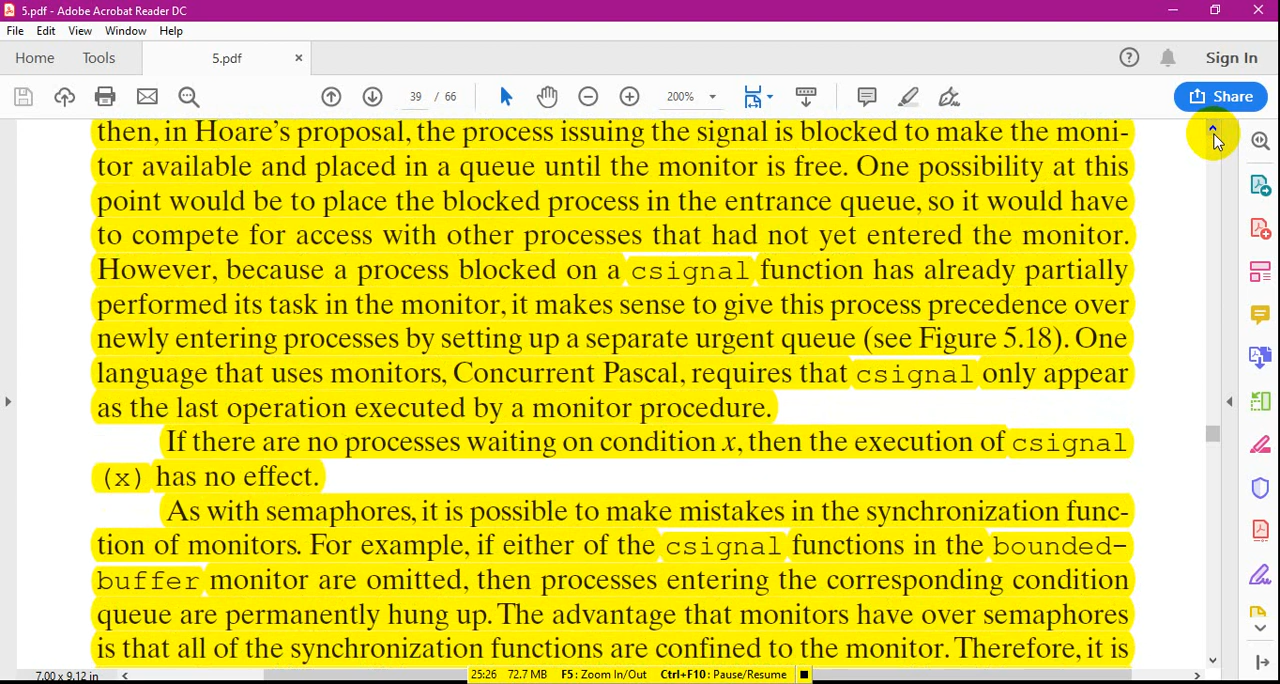 5.pdf - Adobe Acrobat Reader DC
File Edit View Window Help
Home Tools 5.pdf × Sign In
39 / 66 200% Share
then, in Hoare's proposal, the process issuing the signal is blocked to make the moni-
tor available and placed in a queue until the monitor is free. One possibility at this
point would be to place the blocked process in the entrance queue, so it would have
to compete for access with other processes that had not yet entered the monitor.
However, because a process blocked on a csignal function has already partially
performed its task in the monitor, it makes sense to give this process precedence over
newly entering processes by setting up a separate urgent queue (see Figure 5.18). One
language that uses monitors, Concurrent Pascal, requires that csignal only appear
as the last operation executed by a monitor procedure.
If there are no processes waiting on condition x, then the execution of csignal
(x) has no effect.
As with semaphores, it is possible to make mistakes in the synchronization func-
tion of monitors. For example, if either of the csignal functions in the bounded-
buffer monitor are omitted, then processes entering the corresponding condition
queue are permanently hung up. The advantage that monitors have over semaphores
is that all of the synchronization functions are confined to the monitor. Therefore, it is
7.00 x 9.12 in
25:26 72.7 MB F5: Zoom In/Out Ctrl+F10: Pause/Resume